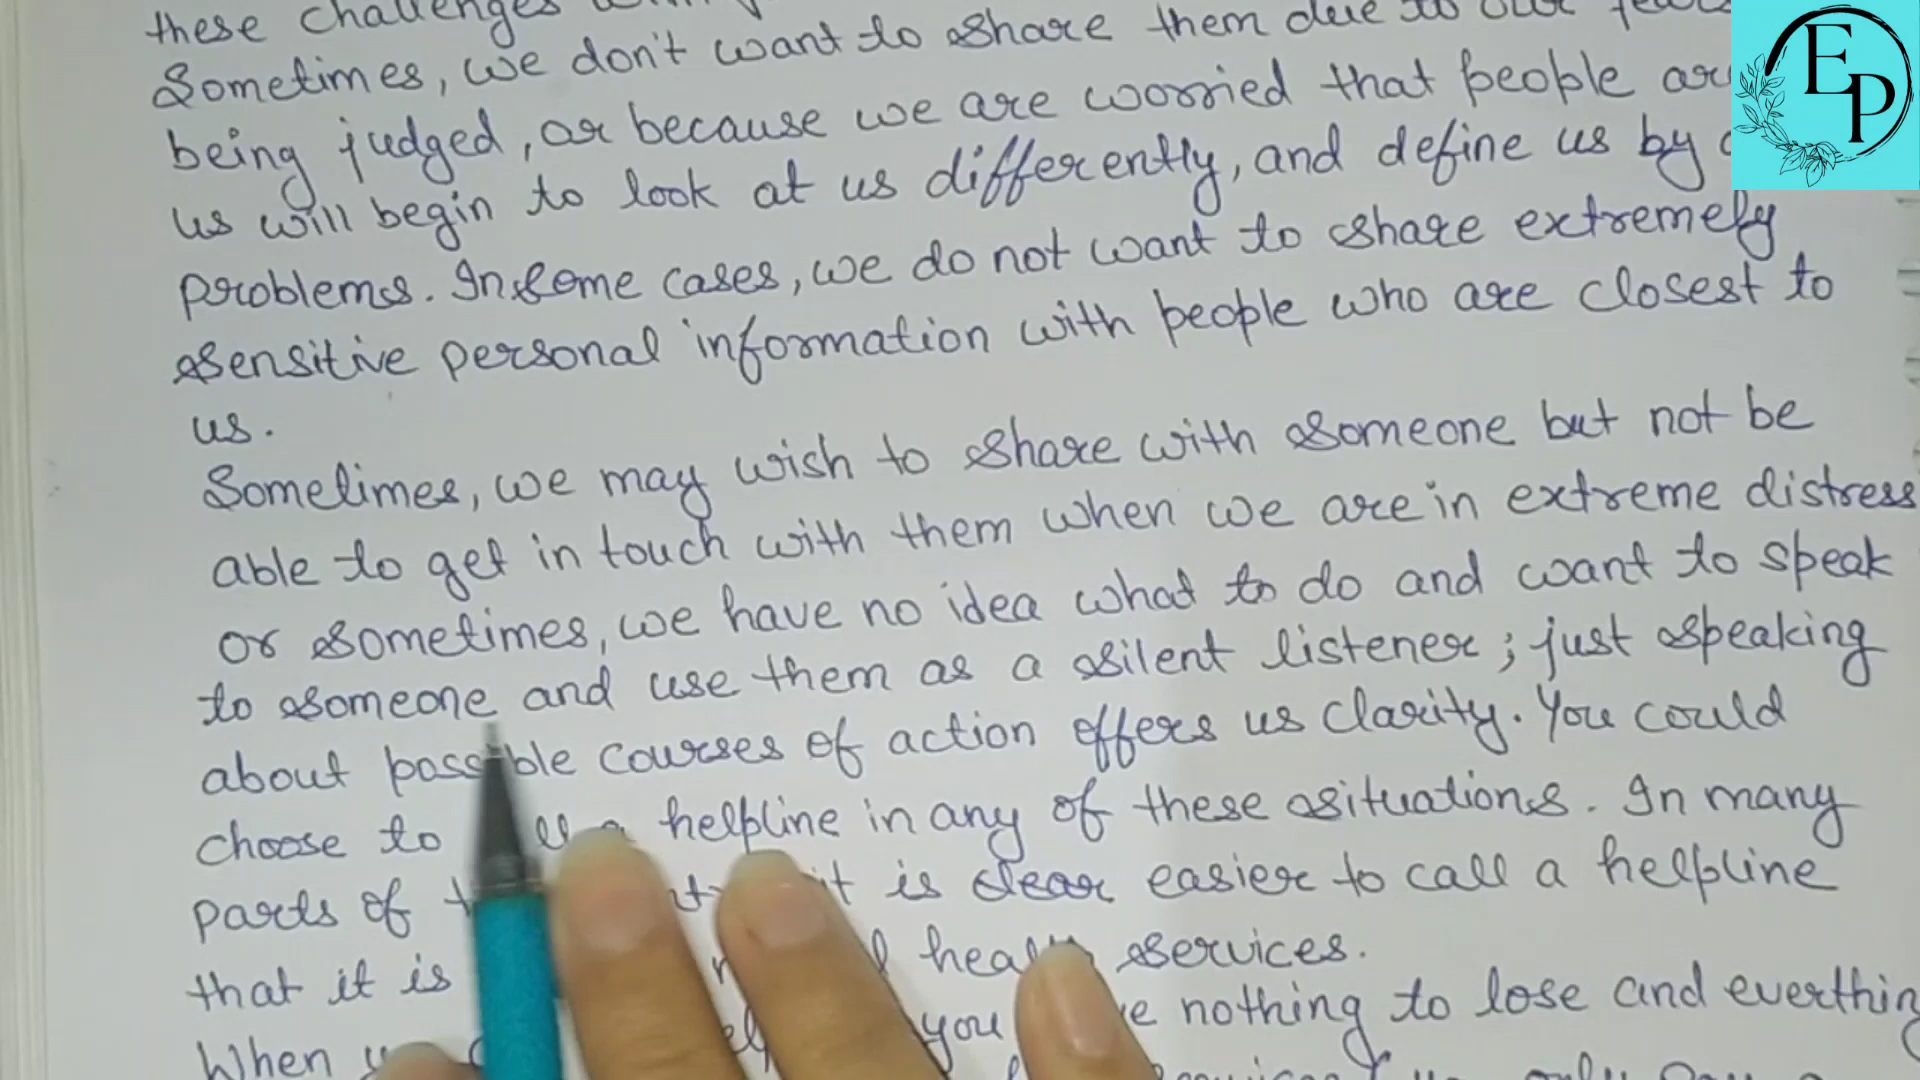 these challenges
Sometimes, we don't want to share them due to our
being judged, or because we are worried that people
us will begin to look at us differently, and define us by
problems. In some cases, we do not want to share extremely
sensitive personal information with people who are closest to
us.
Sometimes, we may wish to share with someone but not be
able to get in touch with them when we are in extreme distress
or sometimes, we have no idea what to do and want to speak
to someone and use them as a silent listener; just speaking
about possible courses of action offers us clarity. You could
choose to helpline in any of these situations. In many
parts of it is clear easier to call a helpline
that it is services.
When you nothing to lose and everthin
EP